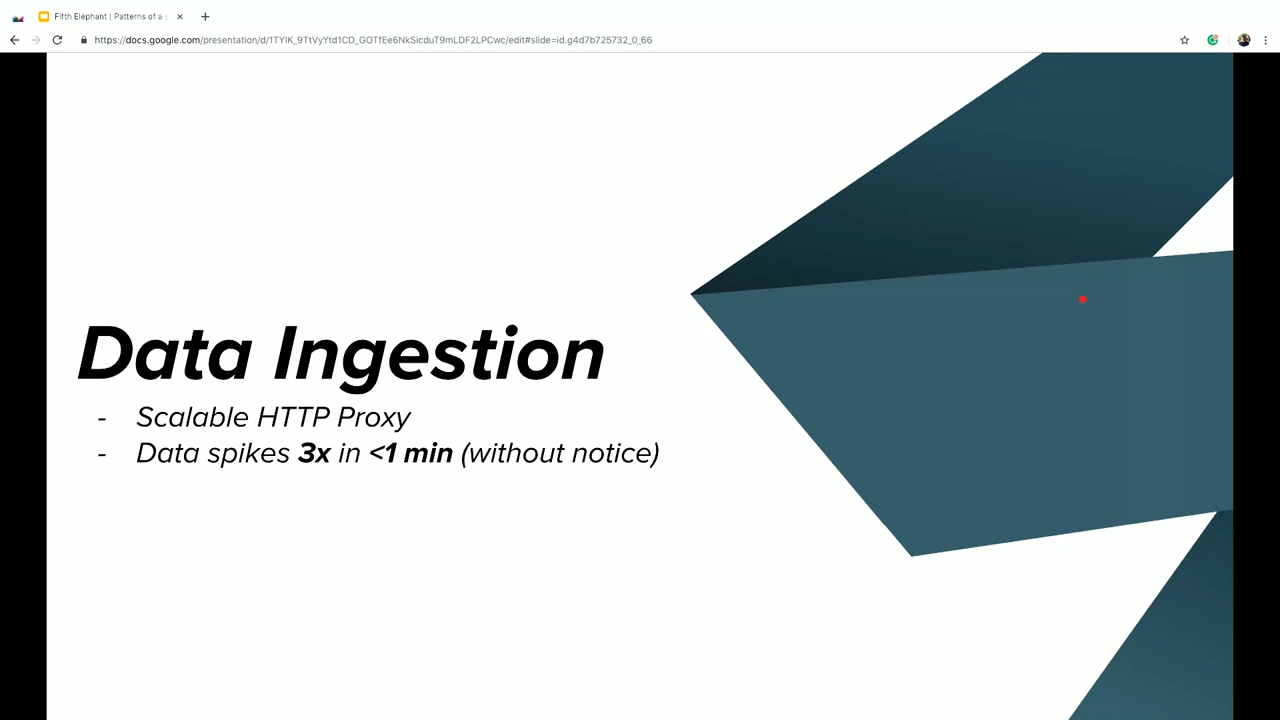 Fifth Elephant | Patterns of a
https://docs.google.com/presentation/d/1TYIK_9TtVyYtd1CD_GOTfEe6NkSicduT9mLDF2LPCwc/edit#slide=id.g4d7b725732_0_66
Data Ingestion
- Scalable HTTP Proxy
- Data spikes 3x in <1 min (without notice)